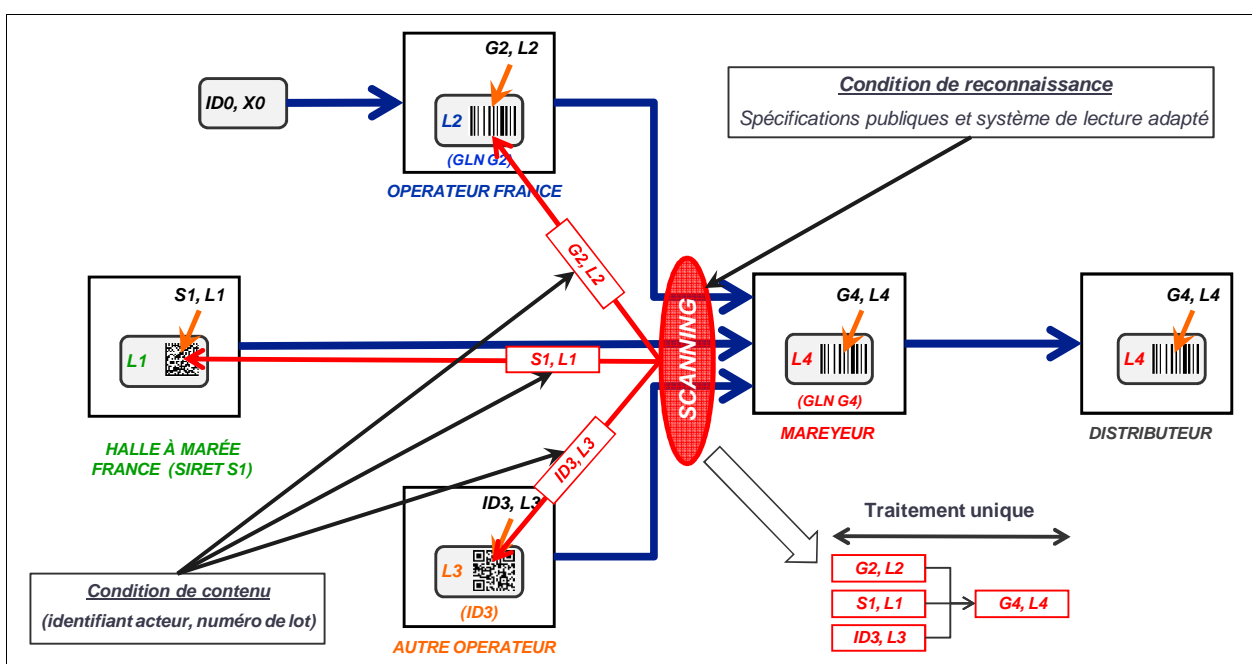 G2, L2
ID0, X0
L2
(GLN G2)
OPERATEUR FRANCE
Condition de reconnaissance
Spécifications publiques et système de lecture adapté
G2, L2
S1, L1
L1
HALLE À MARÉE
FRANCE (SIRET S1)
S1, L1
SCANNING
G4, L4
L4
(GLN G4)
MAREYEUR
G4, L4
L4
DISTRIBUTEUR
ID3, L3
ID3, L3
L3
(ID3)
AUTRE OPERATEUR
Condition de contenu
(identifiant acteur, numéro de lot)
Traitement unique
G2, L2
S1, L1
G4, L4
ID3, L3